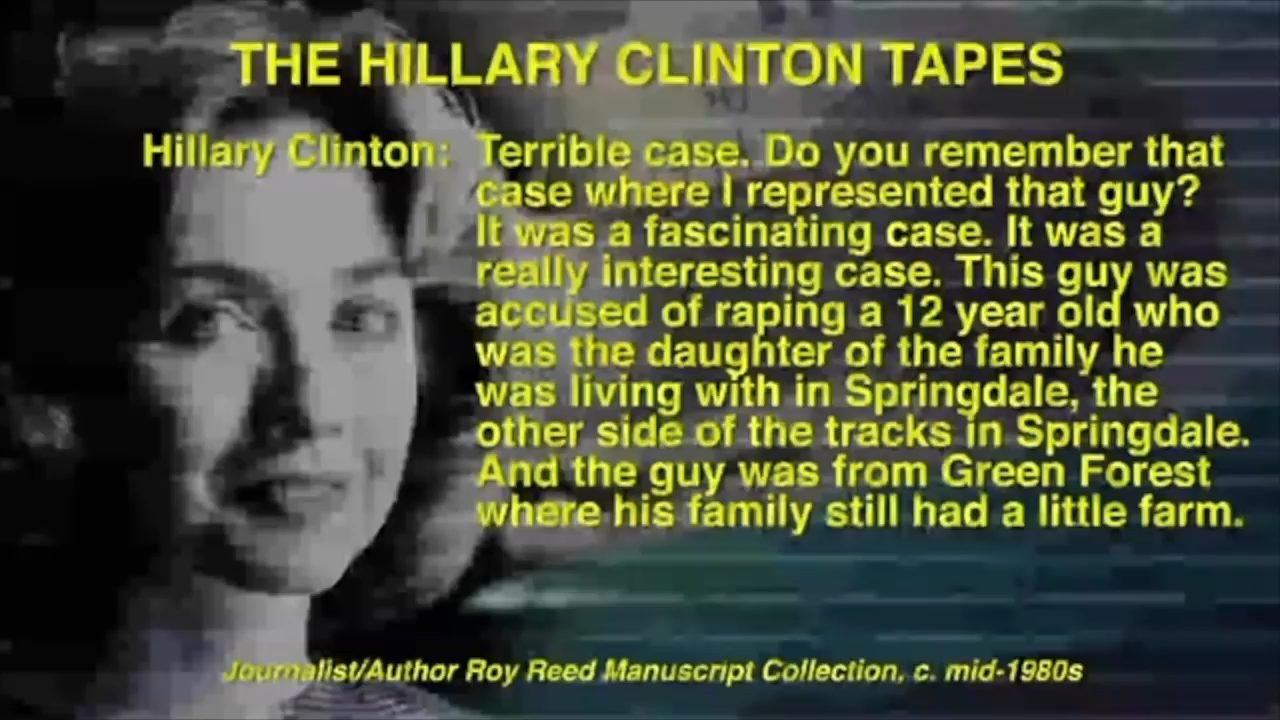 THE HILLARY CLINTON TAPES
Hillary Clinton: Terrible case. Do you remember that
case where I represented that guy?
It was a fascinating case. It was a
really interesting case. This guy was
accused of raping a 12 year old who
was the daughter of the family he
was living with in Springdale, the
other side of the tracks in Springdale.
And the guy was from Green Forest
where his family still had a little farm.
Journalist/Author Roy Reed Manuscript Collection, c. mid-1980s